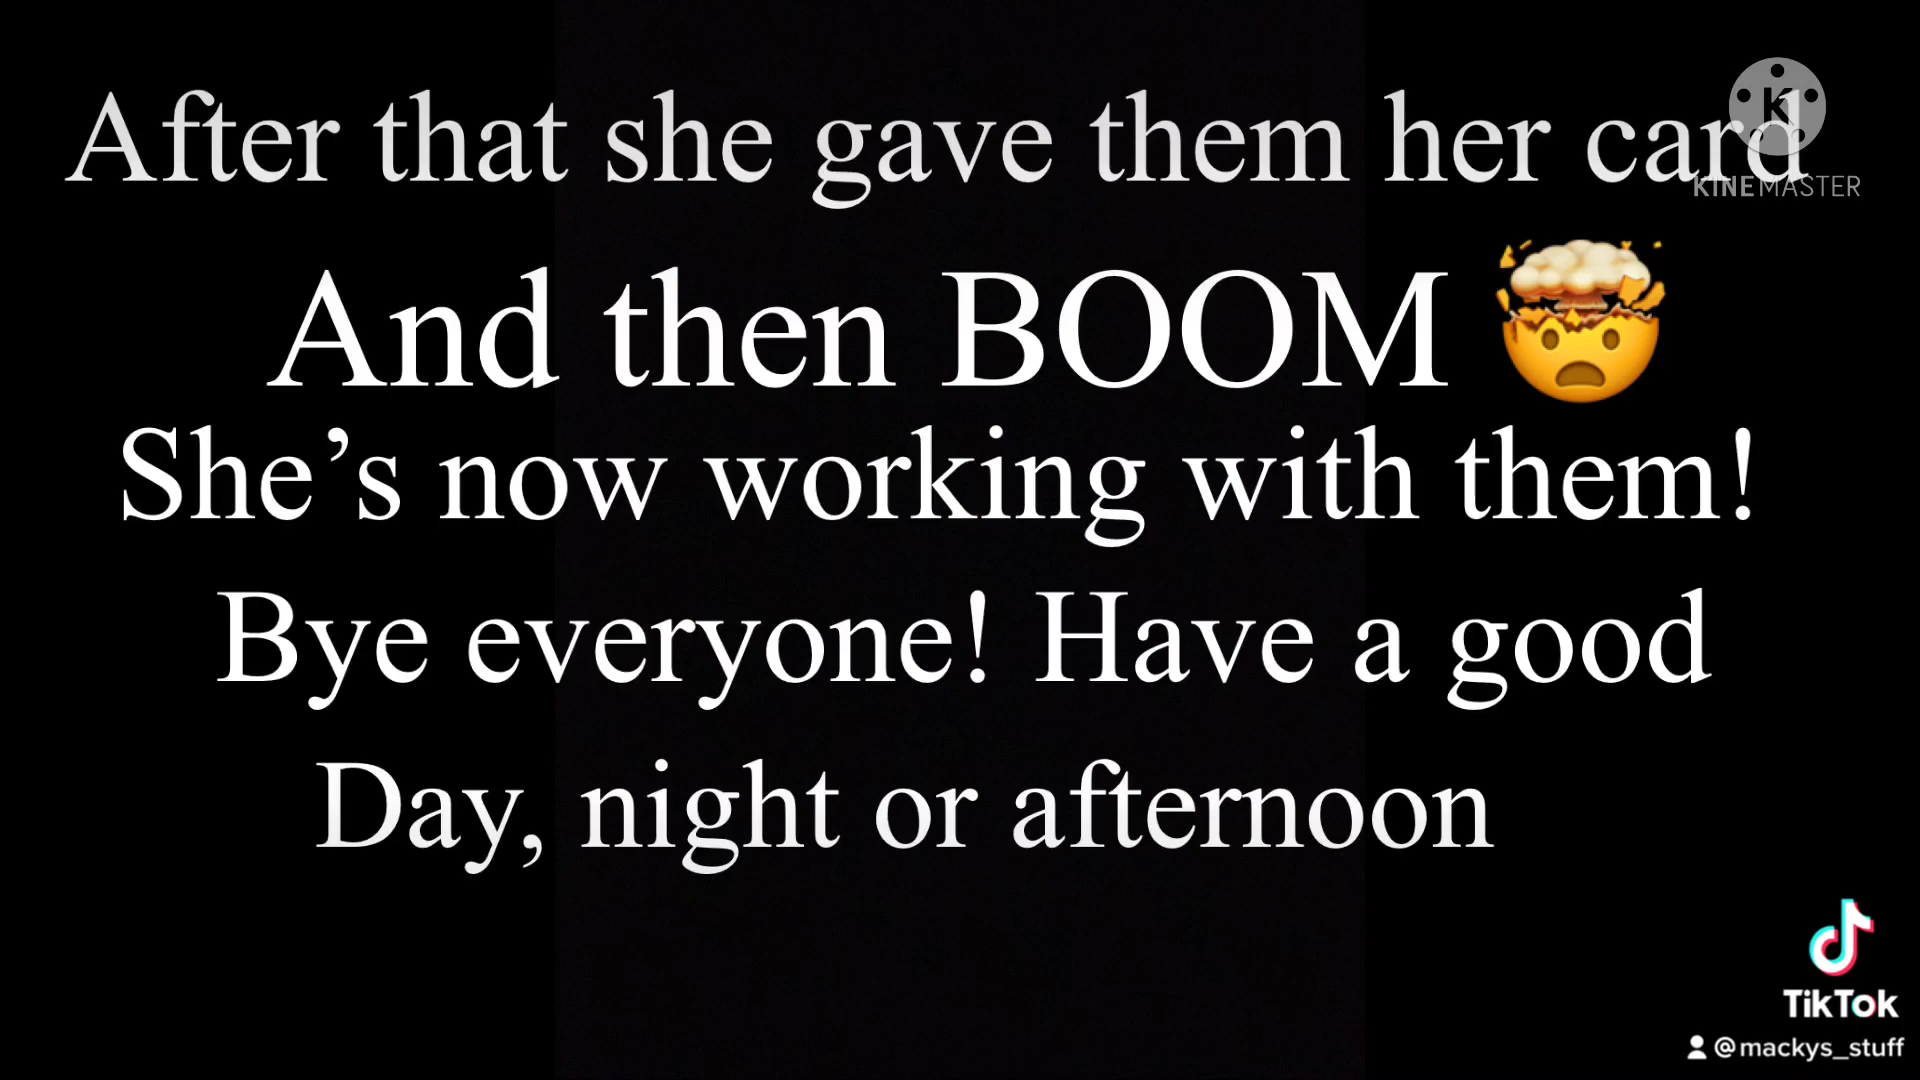 After that she gave them her card
KINEMASTER
And then BOOM 🤯
She’s now working with them!
Bye everyone! Have a good
Day, night or afternoon
TikTok
@mackys_stuff